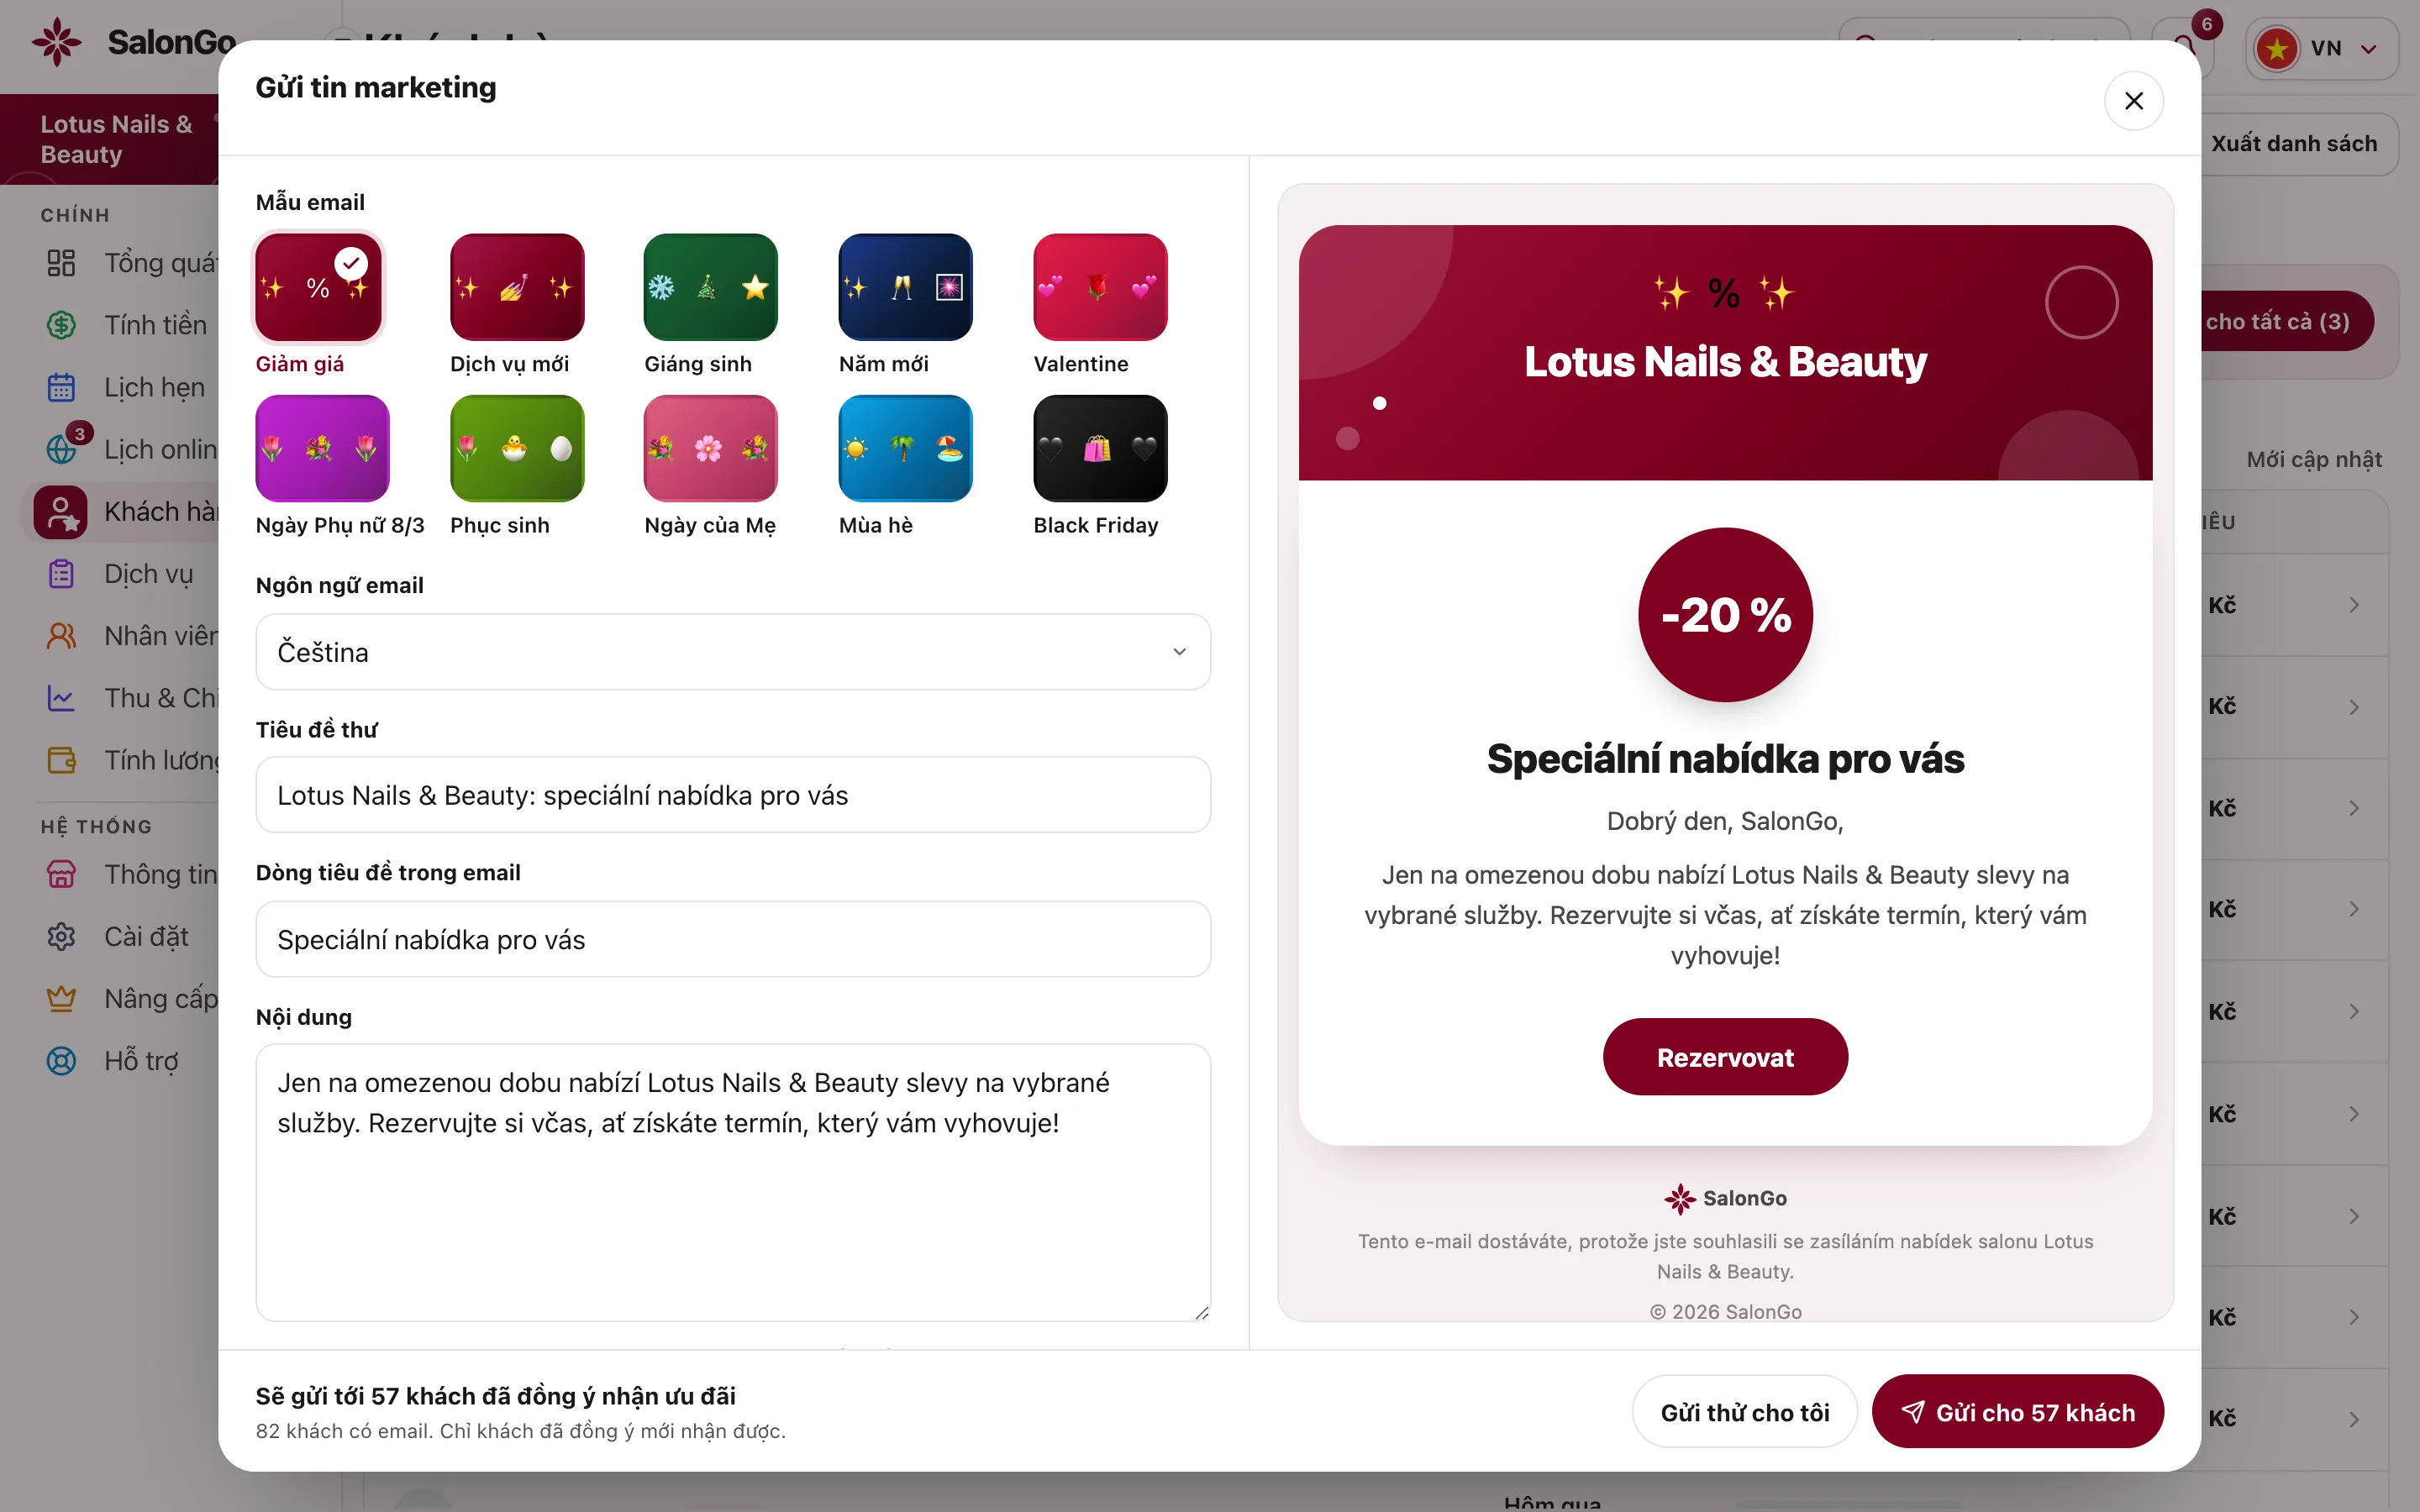 SalonGo
6
VN
Lotus Nails &
Beauty
Xuất danh sách
CHÍNH
Tổng quát
Tính tiền
Lịch hẹn
3
Lịch onlin
Khách hàn
Dịch vụ
Nhân viên
Thu & Chi
Tính lương
HỆ THỐNG
Thông tin
Cài đặt
Nâng cấp
Hỗ trợ
cho tất cả (3)
Mới cập nhật
IÊU
Kč
Kč
Kč
Kč
Kč
Kč
Kč
Kč
Kč
Hôm qua
Gửi tin marketing
Mẫu email
%
Giảm giá
Dịch vụ mới
Giáng sinh
Năm mới
Valentine
Ngày Phụ nữ 8/3
Phục sinh
Ngày của Mẹ
Mùa hè
Black Friday
Ngôn ngữ email
Čeština
Tiêu đề thư
Lotus Nails & Beauty: speciální nabídka pro vás
Dòng tiêu đề trong email
Speciální nabídka pro vás
Nội dung
Jen na omezenou dobu nabízí Lotus Nails & Beauty slevy na vybrané
služby. Rezervujte si včas, ať získáte termín, který vám vyhovuje!
%
Lotus Nails & Beauty
-20 %
Speciální nabídka pro vás
Dobrý den, SalonGo,
Jen na omezenou dobu nabízí Lotus Nails & Beauty slevy na
vybrané služby. Rezervujte si včas, ať získáte termín, který vám
vyhovuje!
Rezervovat
SalonGo
Tento e-mail dostáváte, protože jste souhlasili se zasíláním nabídek salonu Lotus
Nails & Beauty.
© 2026 SalonGo
Sẽ gửi tới 57 khách đã đồng ý nhận ưu đãi
82 khách có email. Chỉ khách đã đồng ý mới nhận được.
Gửi thử cho tôi
Gửi cho 57 khách